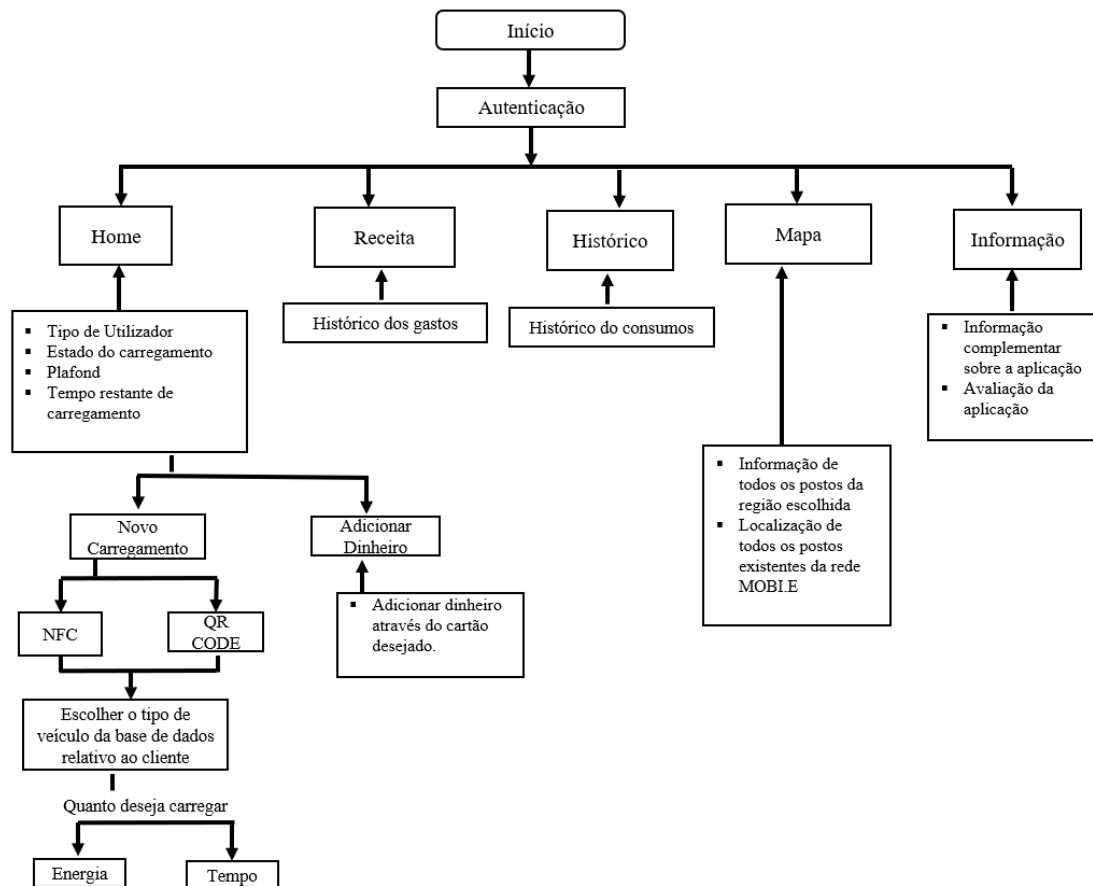 Início
Autenticação
Home
Receita
Histórico
Mapa
Informação
Histórico dos gastos
Histórico do consumos
▪ Tipo de Utilizador
▪ Estado do carregamento
▪ Plafond
▪ Tempo restante de
carregamento
▪ Informação
complementar
sobre a aplicação
▪ Avaliação da
aplicação
▪ Informação de
todos os postos da
região escolhida
▪ Localização de
todos os postos
existentes da rede
MOBI.E
Novo
Carregamento
Adicionar
Dinheiro
NFC
QR
CODE
▪ Adicionar dinheiro
através do cartão
desejado.
Escolher o tipo de
veículo da base de dados
relativo ao cliente
Quanto deseja carregar
Energia
Tempo